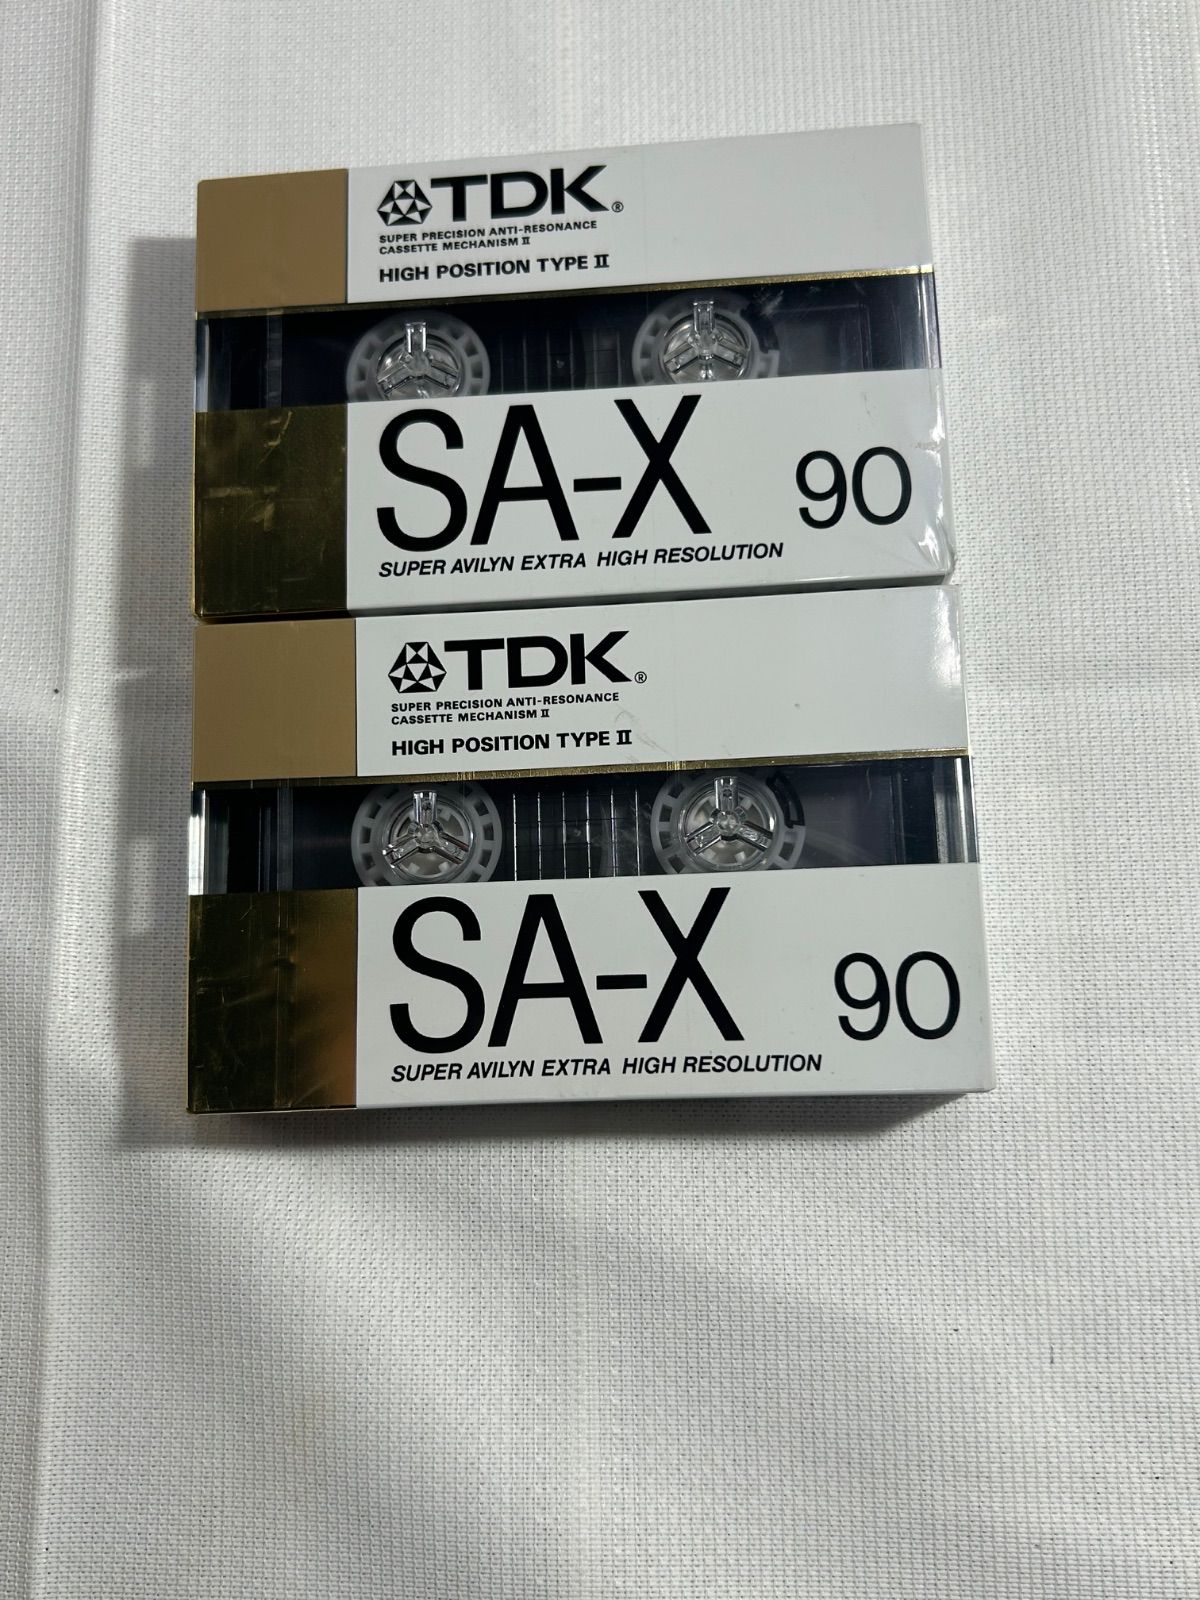 TDK®
SUPER PRECISION ANTI-RESONANCE
CASSETTE MECHANISM Ⅱ
HIGH POSITION TYPE Ⅱ
SA-X 90
SUPER AVILYN EXTRA HIGH RESOLUTION
TDK®
SUPER PRECISION ANTI-RESONANCE
CASSETTE MECHANISM Ⅱ
HIGH POSITION TYPE Ⅱ
SA-X 90
SUPER AVILYN EXTRA HIGH RESOLUTION